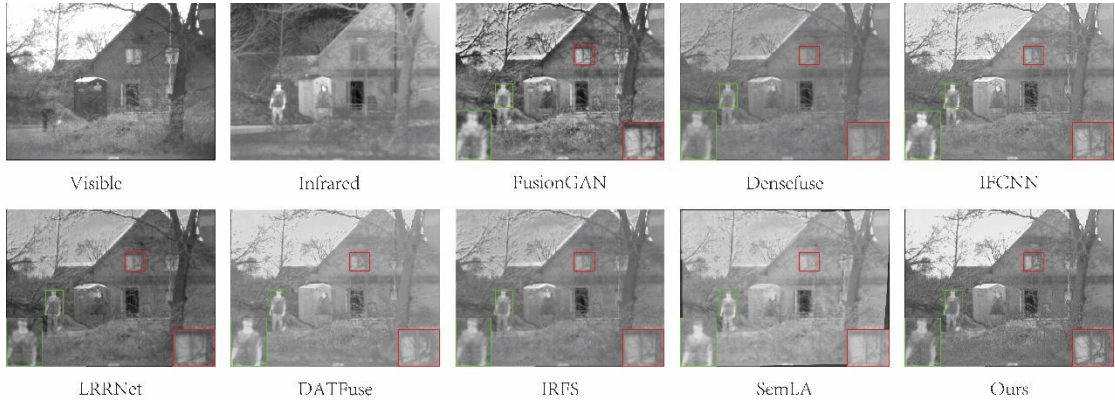 Visible
Infrared
FusionGAN
Densefuse
IFCNN
LRRNet
DATFuse
IRFS
SemLA
Ours